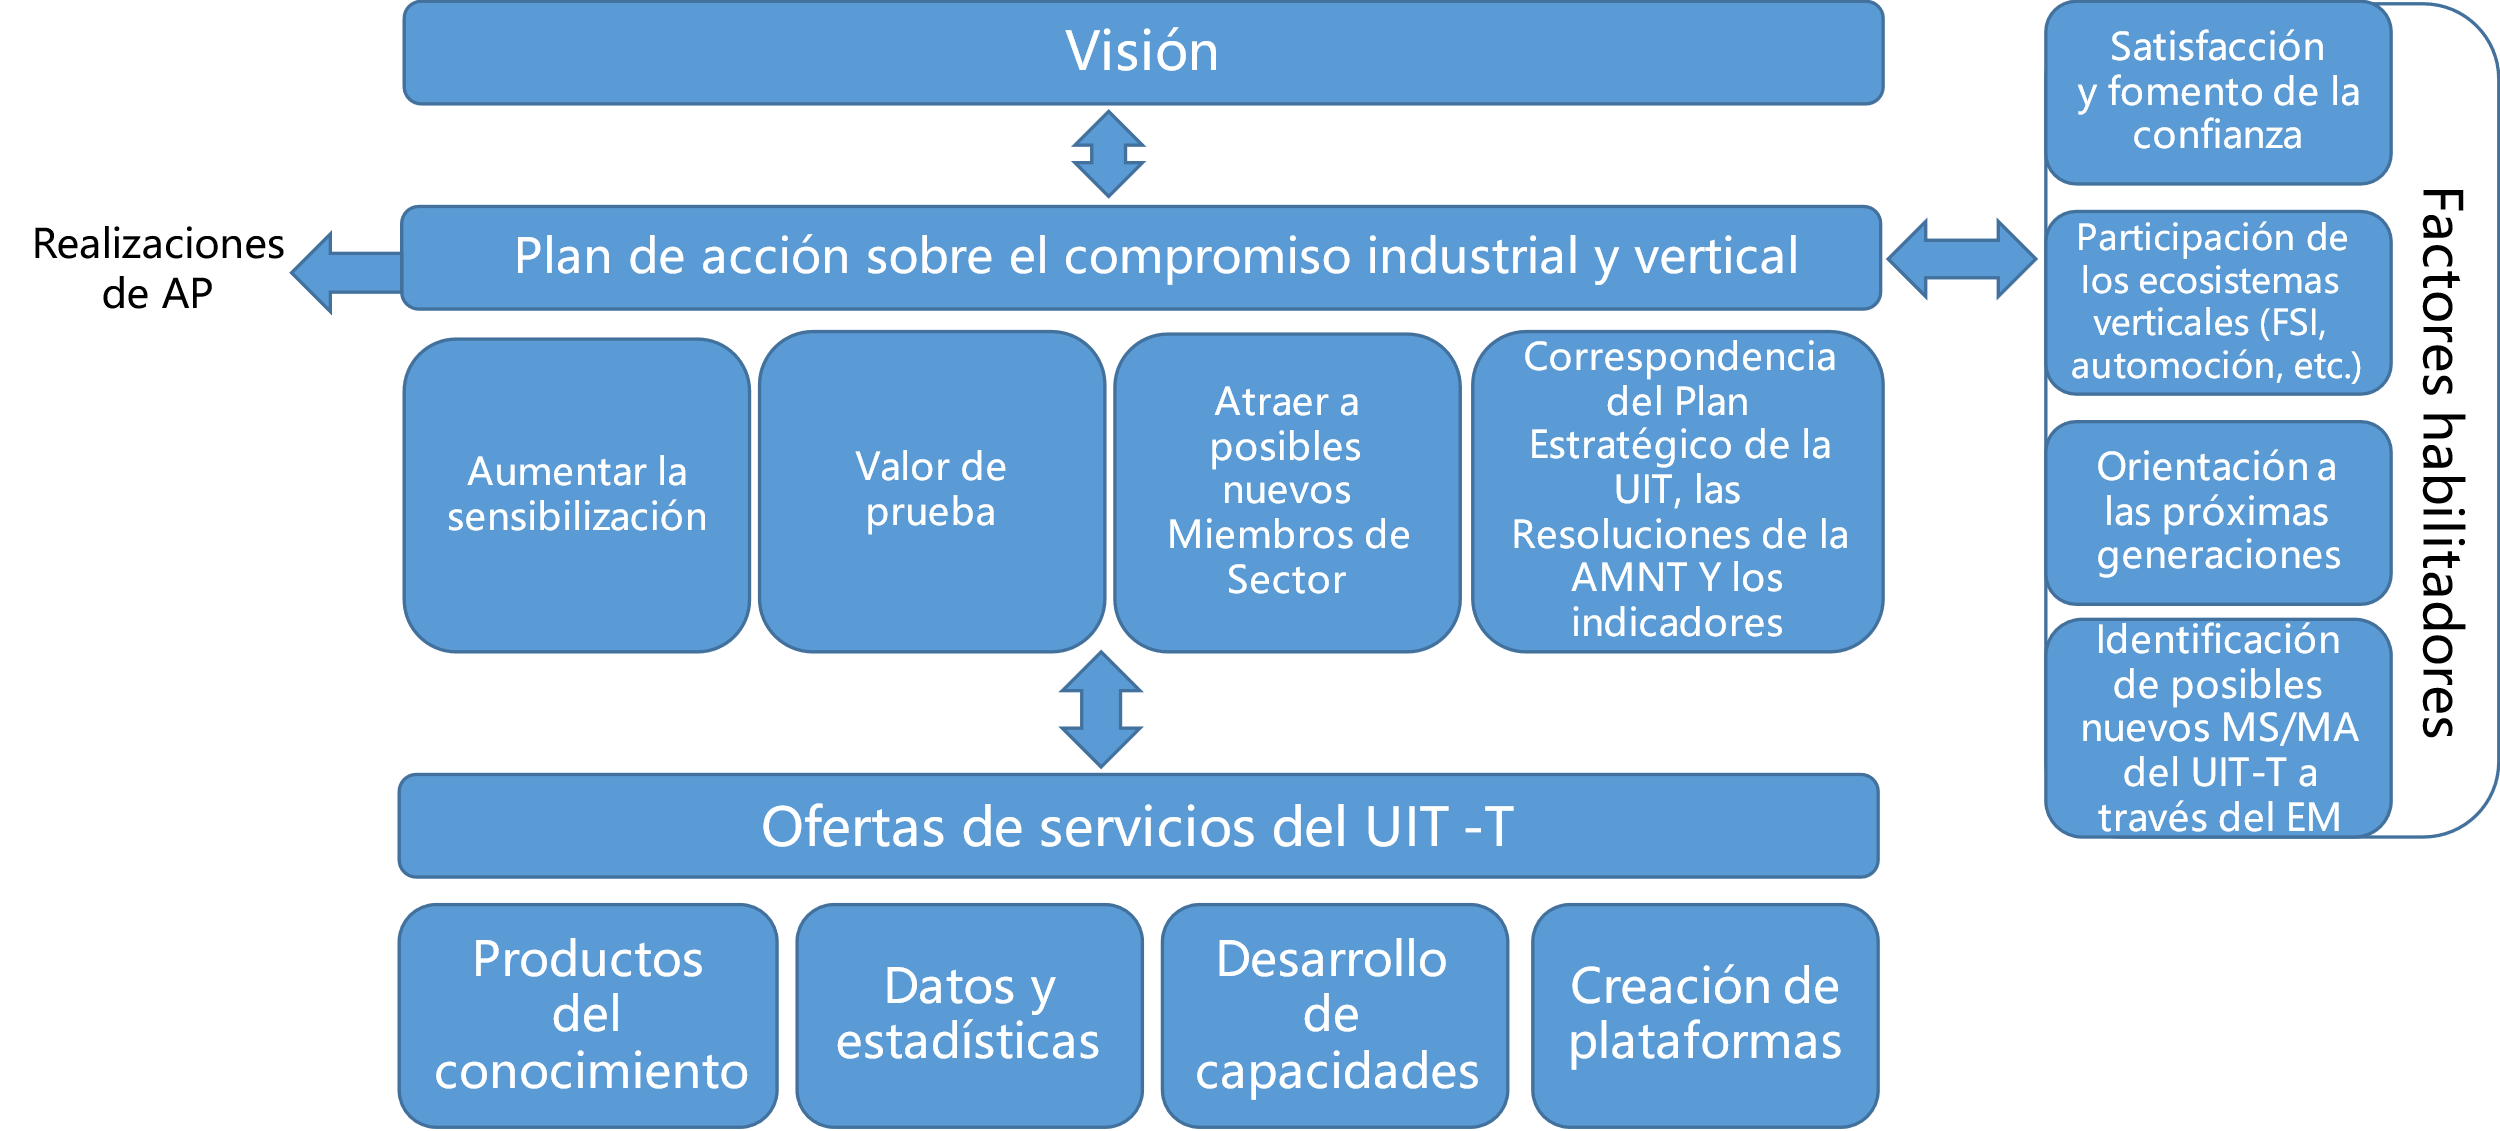 Visión
Realizaciones
de AP
Plan de acción sobre el compromiso industrial y vertical
Aumentar la
sensibilización
Valor de
prueba
Atraer a
posibles
nuevos
Miembros de
Sector
Correspondencia
del Plan
Estratégico de la
UIT, las
Resoluciones de la
AMNT Y los
indicadores
Ofertas de servicios del UIT -T
Productos
del
conocimiento
Datos y
estadísticas
Desarrollo
de
capacidades
Creación de
plataformas
Satisfacción
y fomento de la
confianza
Participación de
los ecosistemas
verticales (FSI,
automoción, etc.)
Orientación a
las próximas
generaciones
Identificación
de posibles
nuevos MS/MA
del UIT-T a
través del EM
Factores habilitadores